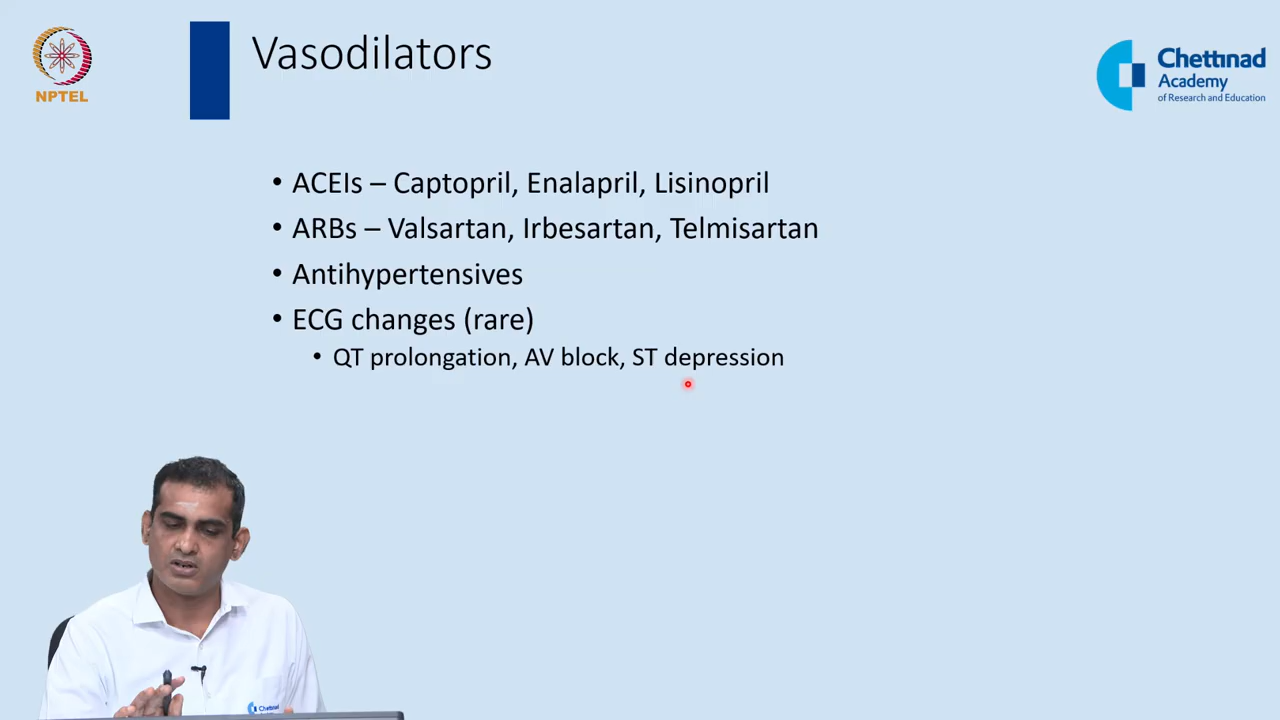 NPTEL
Vasodilators
Chettinad
Academy
of Research and Education
• ACEIs – Captopril, Enalapril, Lisinopril
• ARBs – Valsartan, Irbesartan, Telmisartan
• Antihypertensives
• ECG changes (rare)
• QT prolongation, AV block, ST depression
Chettinad